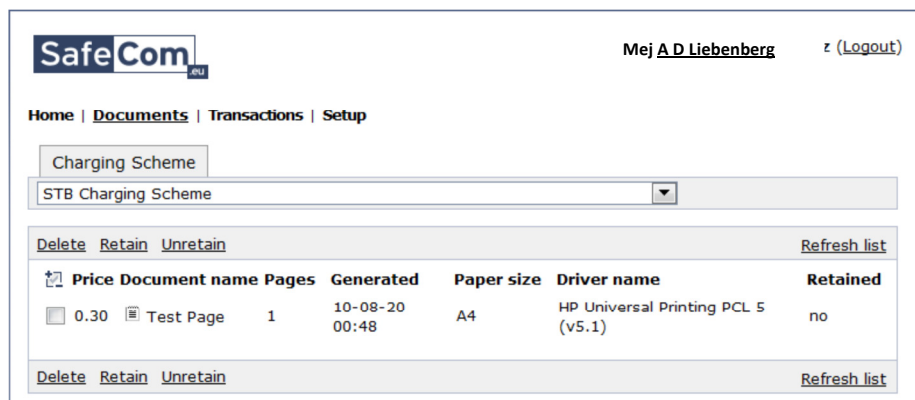 SafeCom
.eu
Mej A D Liebenberg z (Logout)
Home | Documents | Transactions | Setup
Charging Scheme
STB Charging Scheme
Delete Retain Unretain Refresh list
Price Document name Pages Generated Paper size Driver name Retained
0.30 Test Page 1 10-08-20 00:48 A4 HP Universal Printing PCL 5 (v5.1) no
Delete Retain Unretain Refresh list